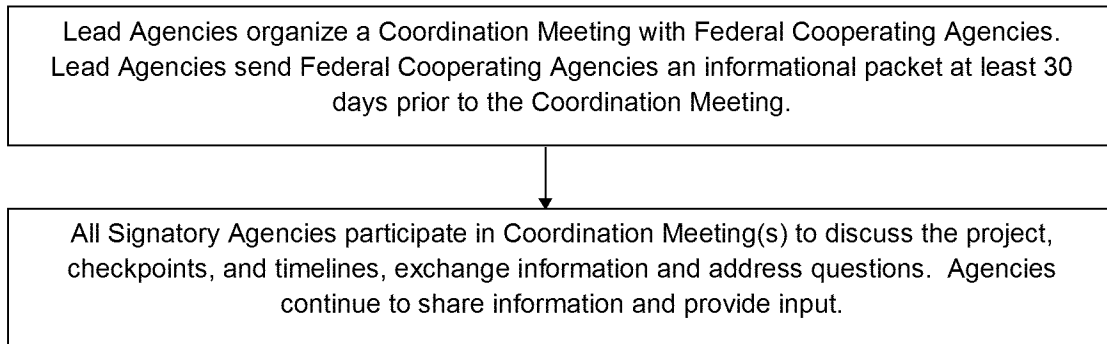 Lead Agencies organize a Coordination Meeting with Federal Cooperating Agencies.
Lead Agencies send Federal Cooperating Agencies an informational packet at least 30
days prior to the Coordination Meeting.
All Signatory Agencies participate in Coordination Meeting(s) to discuss the project,
checkpoints, and timelines, exchange information and address questions.  Agencies
continue to share information and provide input.